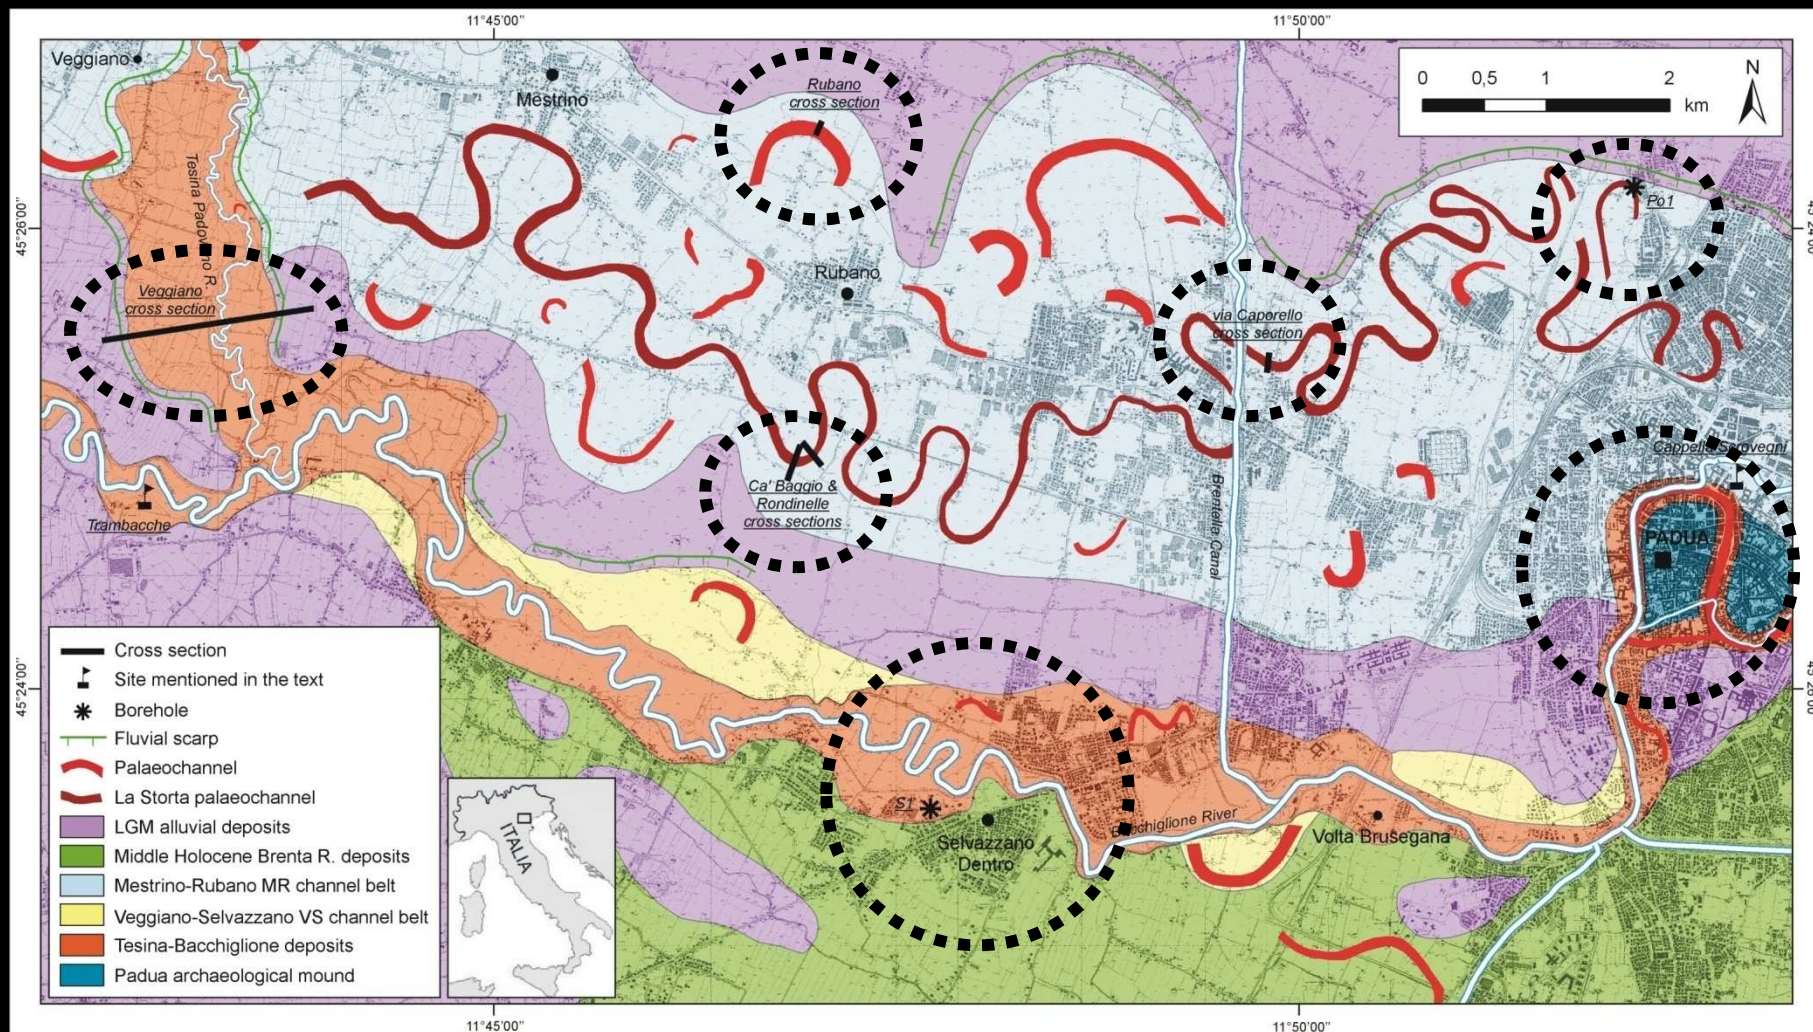 11°45'00"
11°50'00"
Veggiano
Mestrino
Rubano
cross section
0 0,5 1 2
km
N
Tesina Padovano R.
Po1
45°26'00"
Rubano
Veggiano
cross section
via Caporello
cross section
Cappella Scrovegni
Ca' Baggio &
Rondinelle
cross sections
Brentella Canal
Trambacche
PADUA
45°24'00"
Cross section
Site mentioned in the text
Borehole
Fluvial scarp
Palaeochannel
La Storta palaeochannel
LGM alluvial deposits
Middle Holocene Brenta R. deposits
Mestrino-Rubano MR channel belt
Veggiano-Selvazzano VS channel belt
Tesina-Bacchiglione deposits
Padua archaeological mound
ITALIA
S1
Selvazzano
Dentro
Bacchiglione River
Volta Brusegana
11°45'00"
11°50'00"